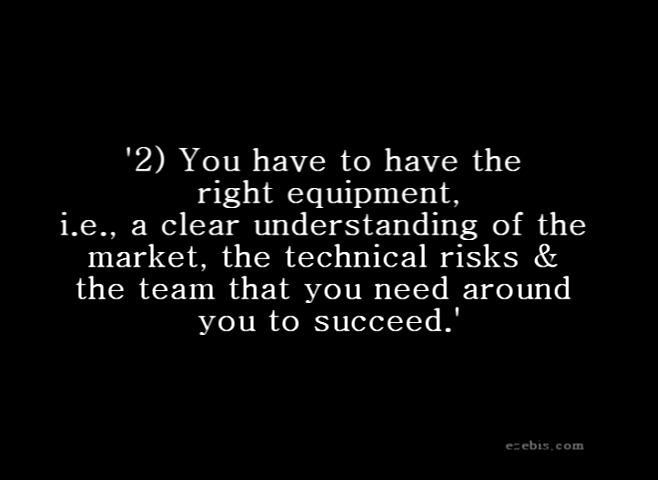 '2) You have to have the
right equipment,
i.e., a clear understanding of the
market, the technical risks &
the team that you need around
you to succeed.'
ezebis.com